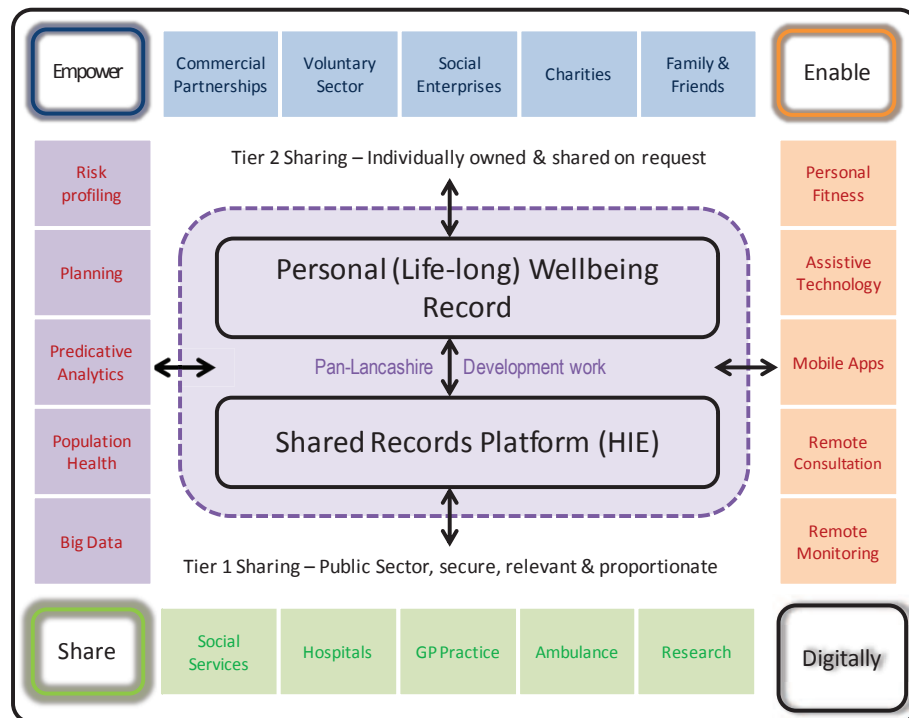 Empower
Commercial
Partnerships
Voluntary
Sector
Social
Enterprises
Charities
Family &
Friends
Enable
Tier 2 Sharing – Individually owned & shared on request
Risk
profiling
Planning
Predicative
Analytics
Population
Health
Big Data
Personal (Life-long) Wellbeing
Record
Pan-Lancashire Development work
Shared Records Platform (HIE)
Personal
Fitness
Assistive
Technology
Mobile Apps
Remote
Consultation
Remote
Monitoring
Tier 1 Sharing – Public Sector, secure, relevant & proportionate
Share
Social
Services
Hospitals
GP Practice
Ambulance
Research
Digitally